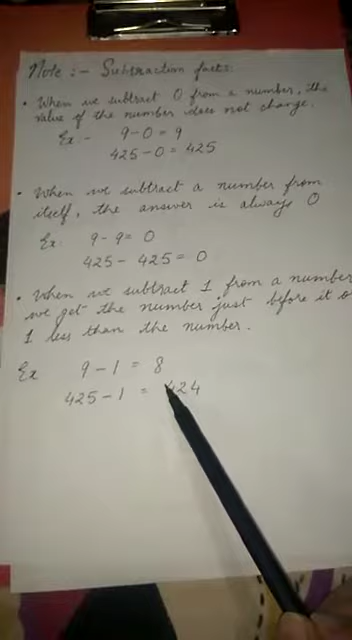 Note :- Subtraction facts.
• When we subtract 0 from a number, the
value of the number does not change.
Ex:- 9-0 = 9
425-0 = 425
• When we subtract a number from
itself, the answer is always 0
Ex: 9-9= 0
425- 425= 0
• When we subtract 1 from a number
we get the number just before it o
1 less than the number.
Ex 9-1 = 8
425-1 = 424